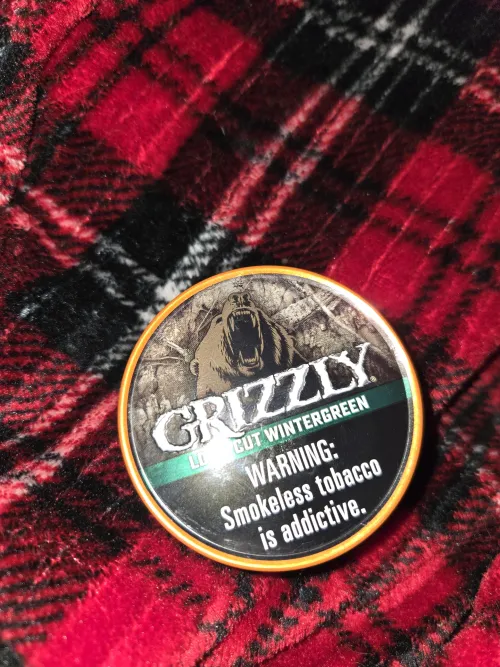 GRIZZLY
CUT WINTERGREEN
WARNING:
Smokeless tobacco
is addictive.